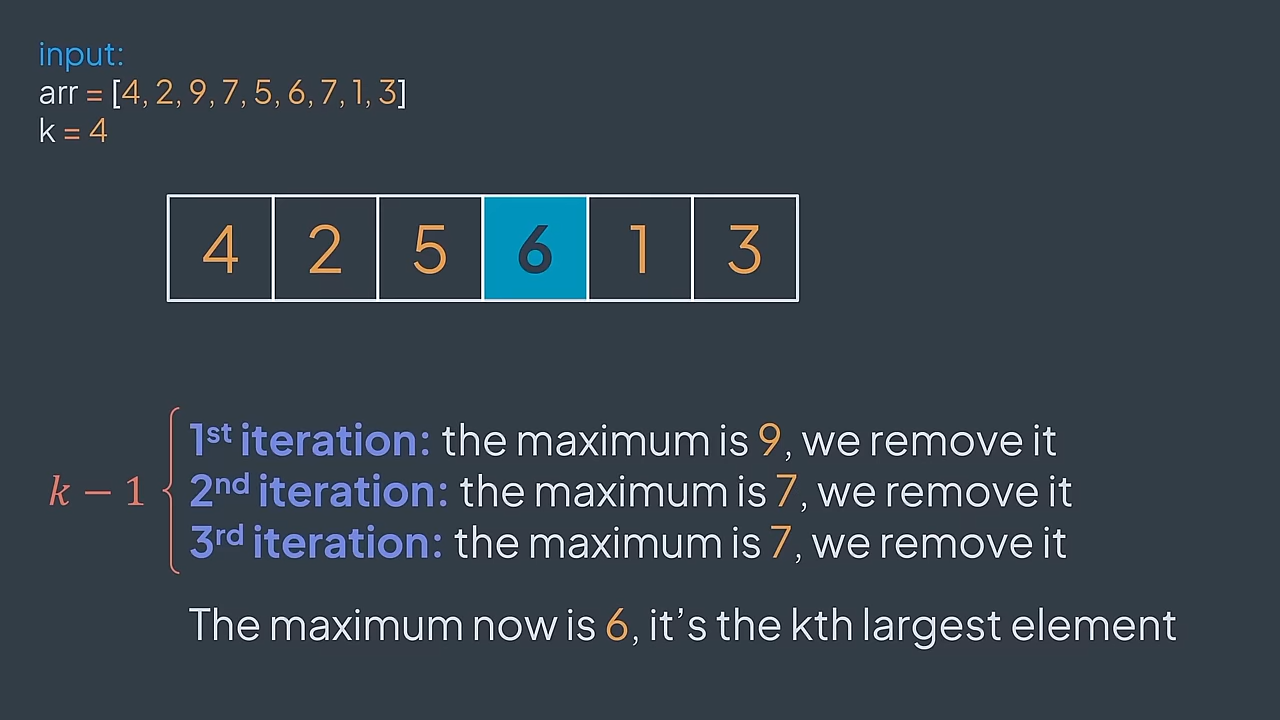 input:
arr = [4, 2, 9, 7, 5, 6, 7, 1, 3]
k = 4
4 2 5 6 1 3
k − 1
1st iteration: the maximum is 9, we remove it
2nd iteration: the maximum is 7, we remove it
3rd iteration: the maximum is 7, we remove it
The maximum now is 6, it’s the kth largest element